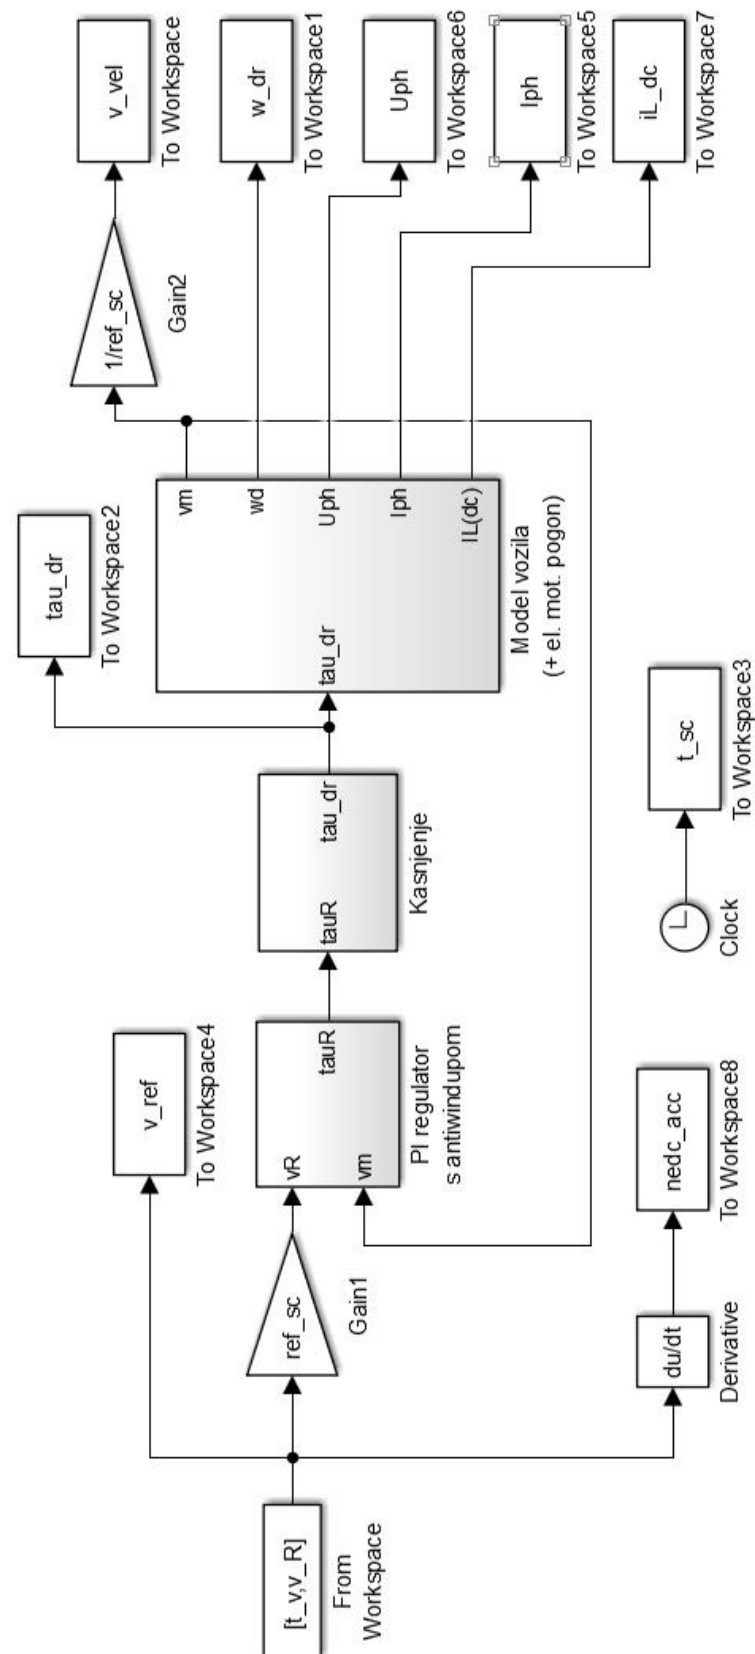 [t_v,v_R]
From
Workspace
v_ref
To Workspace4
ref_sc
Gain1
du/dt
Derivative
nedc_acc
To Workspace8
vR
vm
tauR
PI regulator
s antiwindupom
tauR
tau_dr
Kasnjenje
Clock
t_sc
To Workspace3
tau_dr
To Workspace2
tau_dr
vm
wd
Uph
Iph
IL(dc)
Model vozila
(+ el. mot. pogon)
1/ref_sc
Gain2
v_vel
To Workspace
w_dr
To Workspace1
Uph
To Workspace6
Iph
To Workspace5
iL_dc
To Workspace7